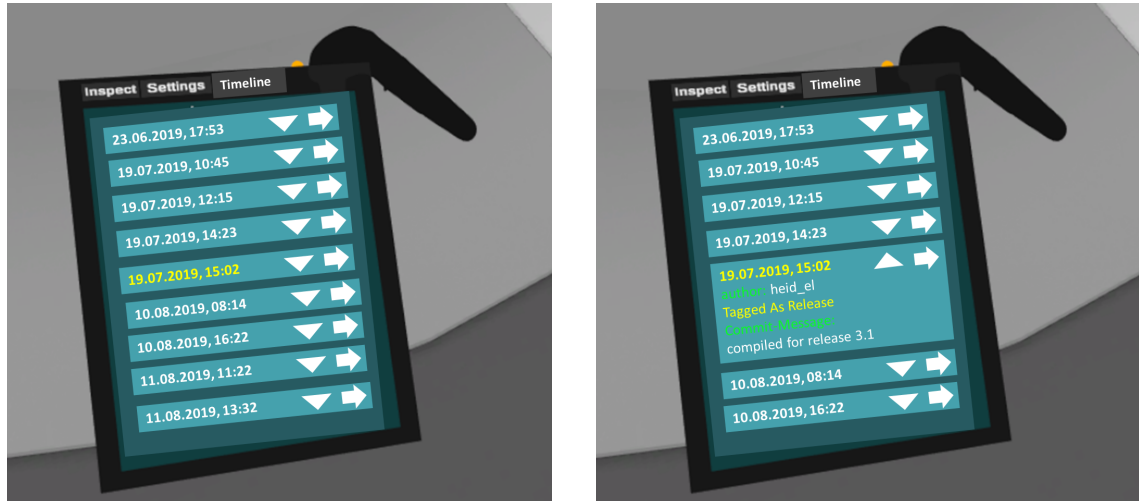 Inspect Settings Timeline
23.06.2019, 17:53
19.07.2019, 10:45
19.07.2019, 12:15
19.07.2019, 14:23
19.07.2019, 15:02
10.08.2019, 08:14
10.08.2019, 16:22
11.08.2019, 11:22
11.08.2019, 13:32
Inspect Settings Timeline
23.06.2019, 17:53
19.07.2019, 10:45
19.07.2019, 12:15
19.07.2019, 14:23
19.07.2019, 15:02
author: heid_el
Tagged As Release
Commit-Message:
compiled for release 3.1
10.08.2019, 08:14
10.08.2019, 16:22